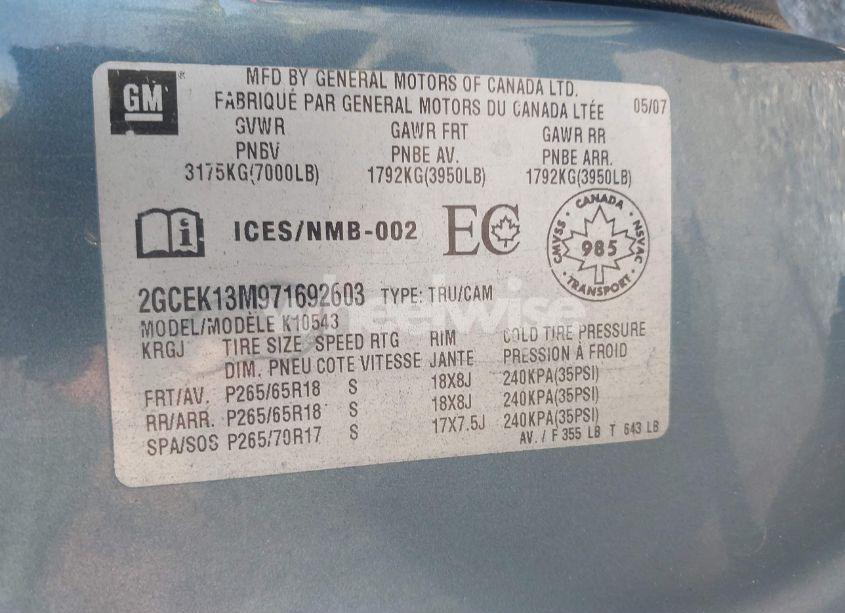 GM
MFD BY GENERAL MOTORS OF CANADA LTD.
FABRIQUÉ PAR GENERAL MOTORS DU CANADA LTÉE 05/07
GVWR GAWR FRT GAWR RR
PNBV PNBE AV. PNBE ARR.
3175KG(7000LB) 1792KG(3950LB) 1792KG(3950LB)
i ICES/NMB-002 EC CANADA CMVSS 985 NSVAC TRANSPORT
2GCEK13M971692603 TYPE: TRU/CAM
wheelwise
MODEL/MODÈLE K10543
KRGJ TIRE SIZE SPEED RTG RIM COLD TIRE PRESSURE
DIM. PNEU COTE VITESSE JANTE PRESSION À FROID
FRT/AV. P265/65R18 S 18X8J 240KPA(35PSI)
RR/ARR. P265/65R18 S 18X8J 240KPA(35PSI)
SPA/SOS P265/70R17 S 17X7.5J 240KPA(35PSI)
AV. / F 355 LB T 643 LB